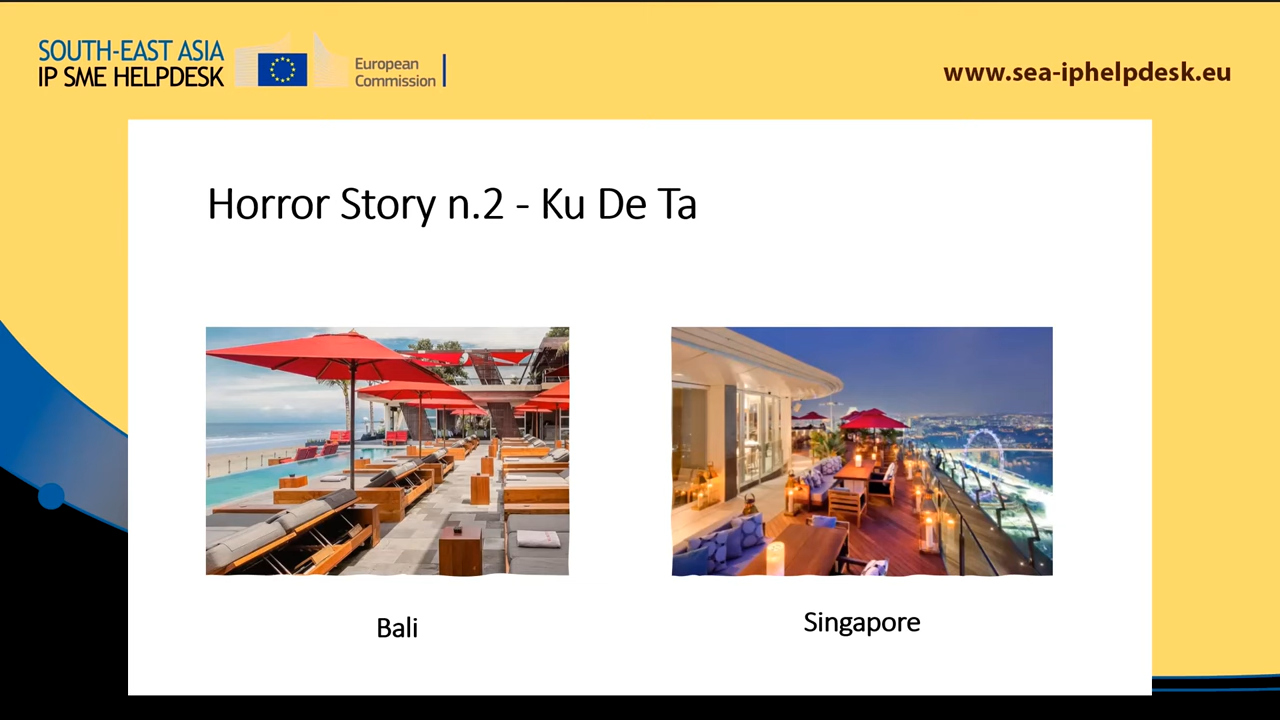 SOUTH-EAST ASIA
IP SME HELPDESK
European
Commission
www.sea-iphelpdesk.eu
Horror Story n.2 - Ku De Ta
Bali
Singapore